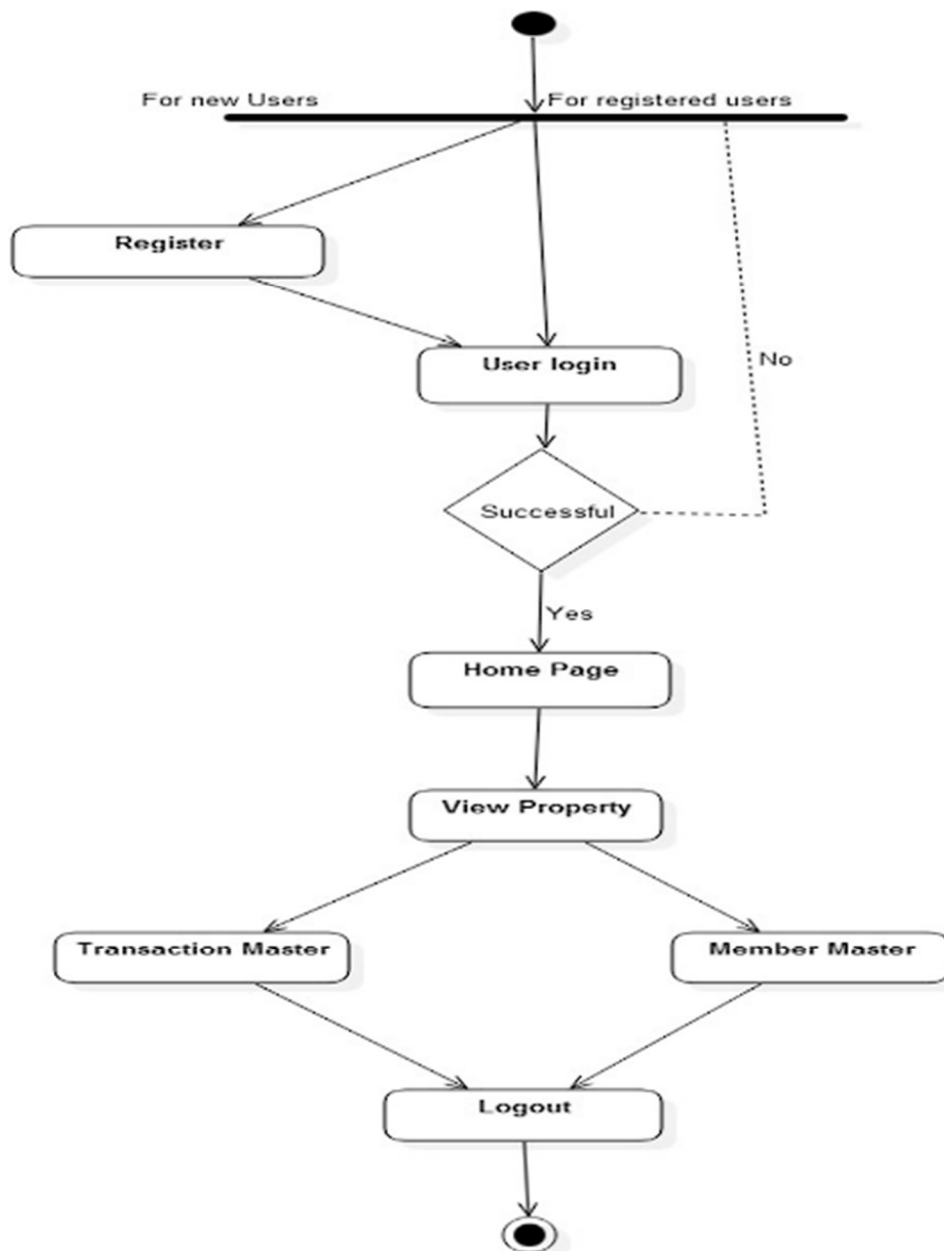 For new Users
For registered users
Register
User login
No
Successful
Yes
Home Page
View Property
Transaction Master
Member Master
Logout